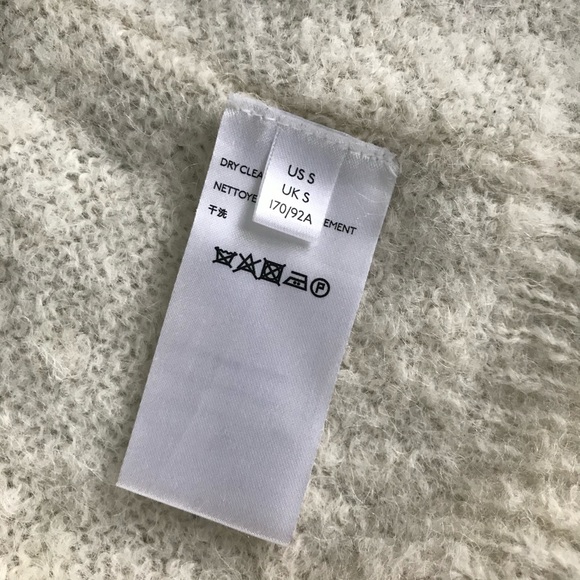 US S
UK S
170/92A
DRY CLEA
NETTOYE EMENT
干洗
P